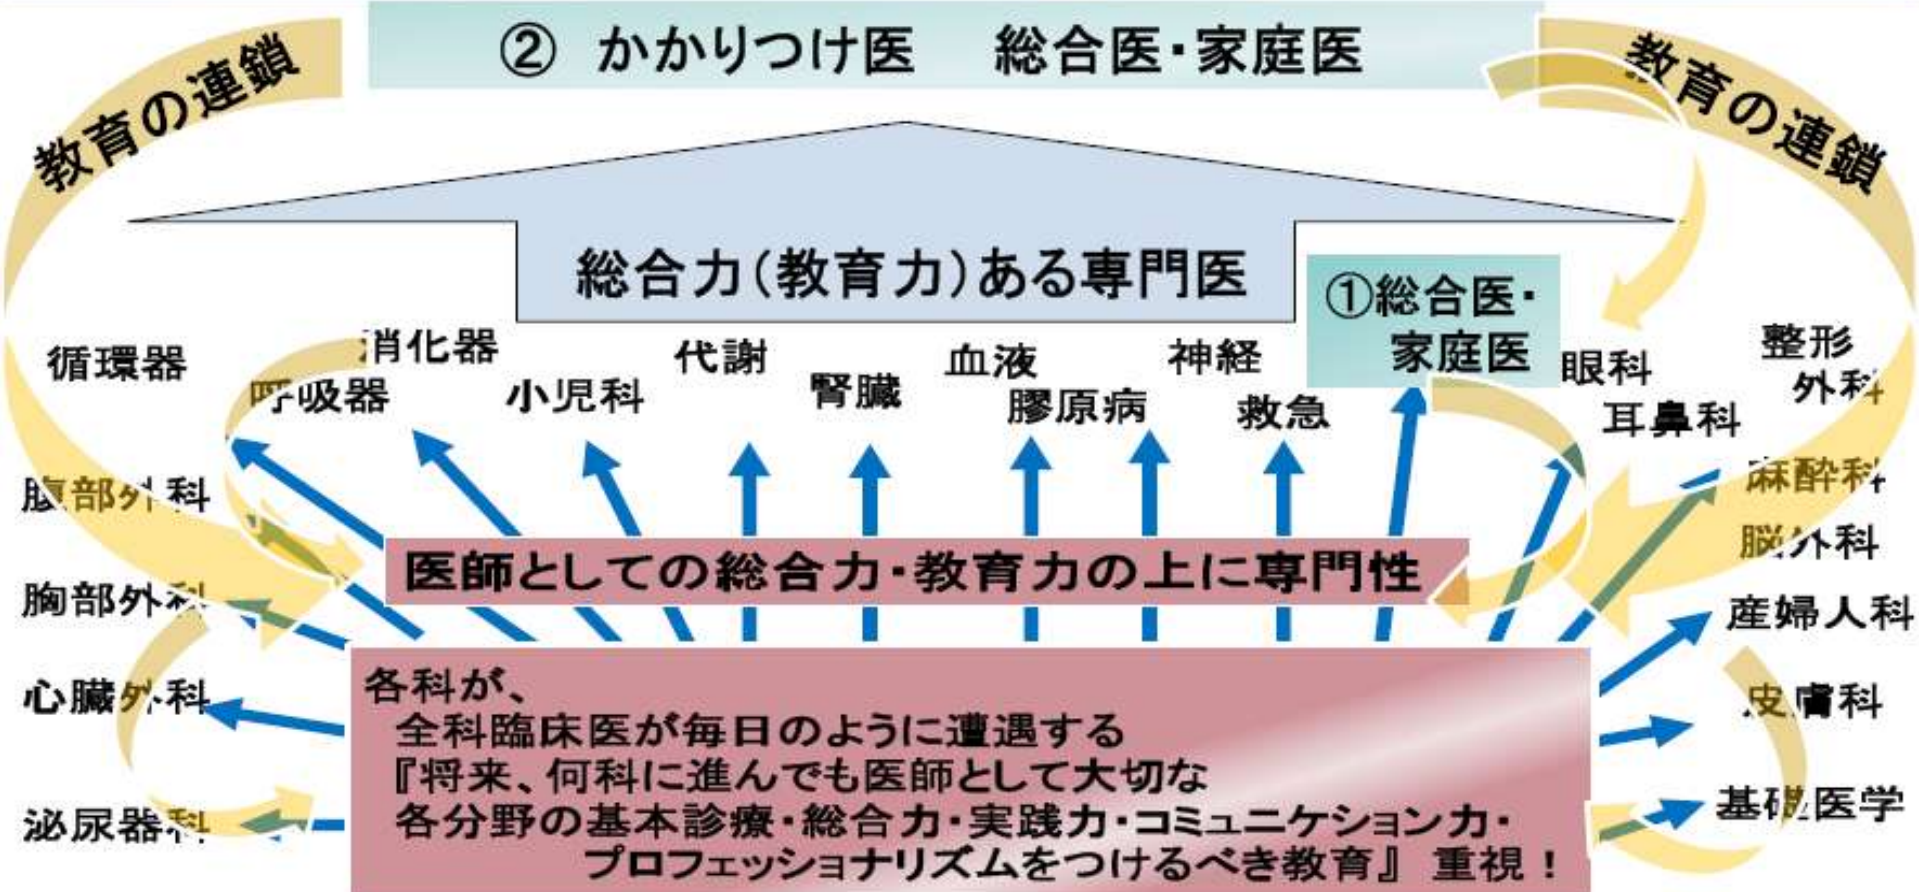 ② かかりつけ医 総合医・家庭医
教育の連鎖
教育の連鎖
総合力(教育力)ある専門医
①総合医・
家庭医
循環器
呼吸器
消化器
小児科
代謝
腎臓
血液
膠原病
神経
救急
眼科
耳鼻科
整形
外科
腹部外科
麻酔科
脳外科
医師としての総合力・教育力の上に専門性
胸部外科
産婦人科
心臓外科
皮膚科
泌尿器科
基礎医学
各科が、
全科臨床医が毎日のように遭遇する
『将来、何科に進んでも医師として大切な
各分野の基本診療・総合力・実践力・コミュニケション力・
プロフェッショナリズムをつけるべき教育』 重視！